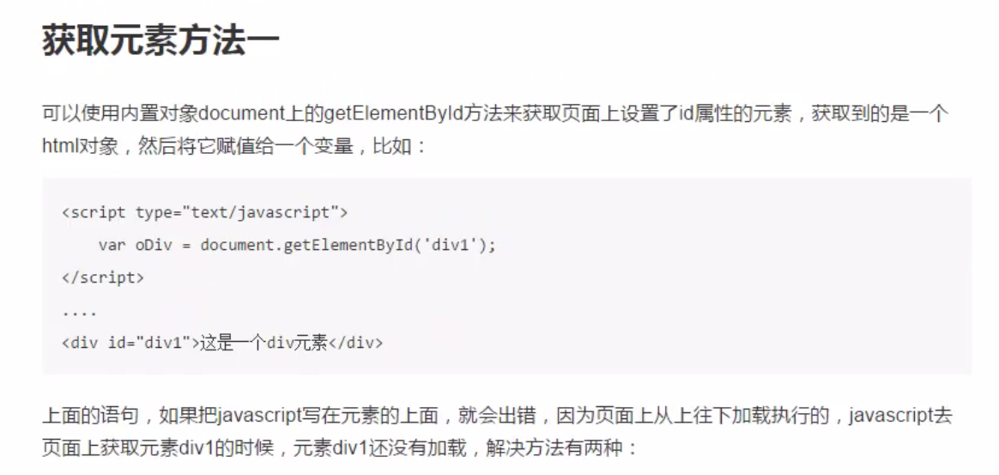 获取元素方法一
可以使用内置对象document上的getElementById方法来获取页面上设置了id属性的元素，获取到的是一个
html对象，然后将它赋值给一个变量，比如：
<script type="text/javascript">
    var oDiv = document.getElementById('div1');
</script>
....
<div id="div1">这是一个div元素</div>
上面的语句，如果把javascript写在元素的上面，就会出错，因为页面上从上往下加载执行的，javascript去
页面上获取元素div1的时候，元素div1还没有加载，解决方法有两种：